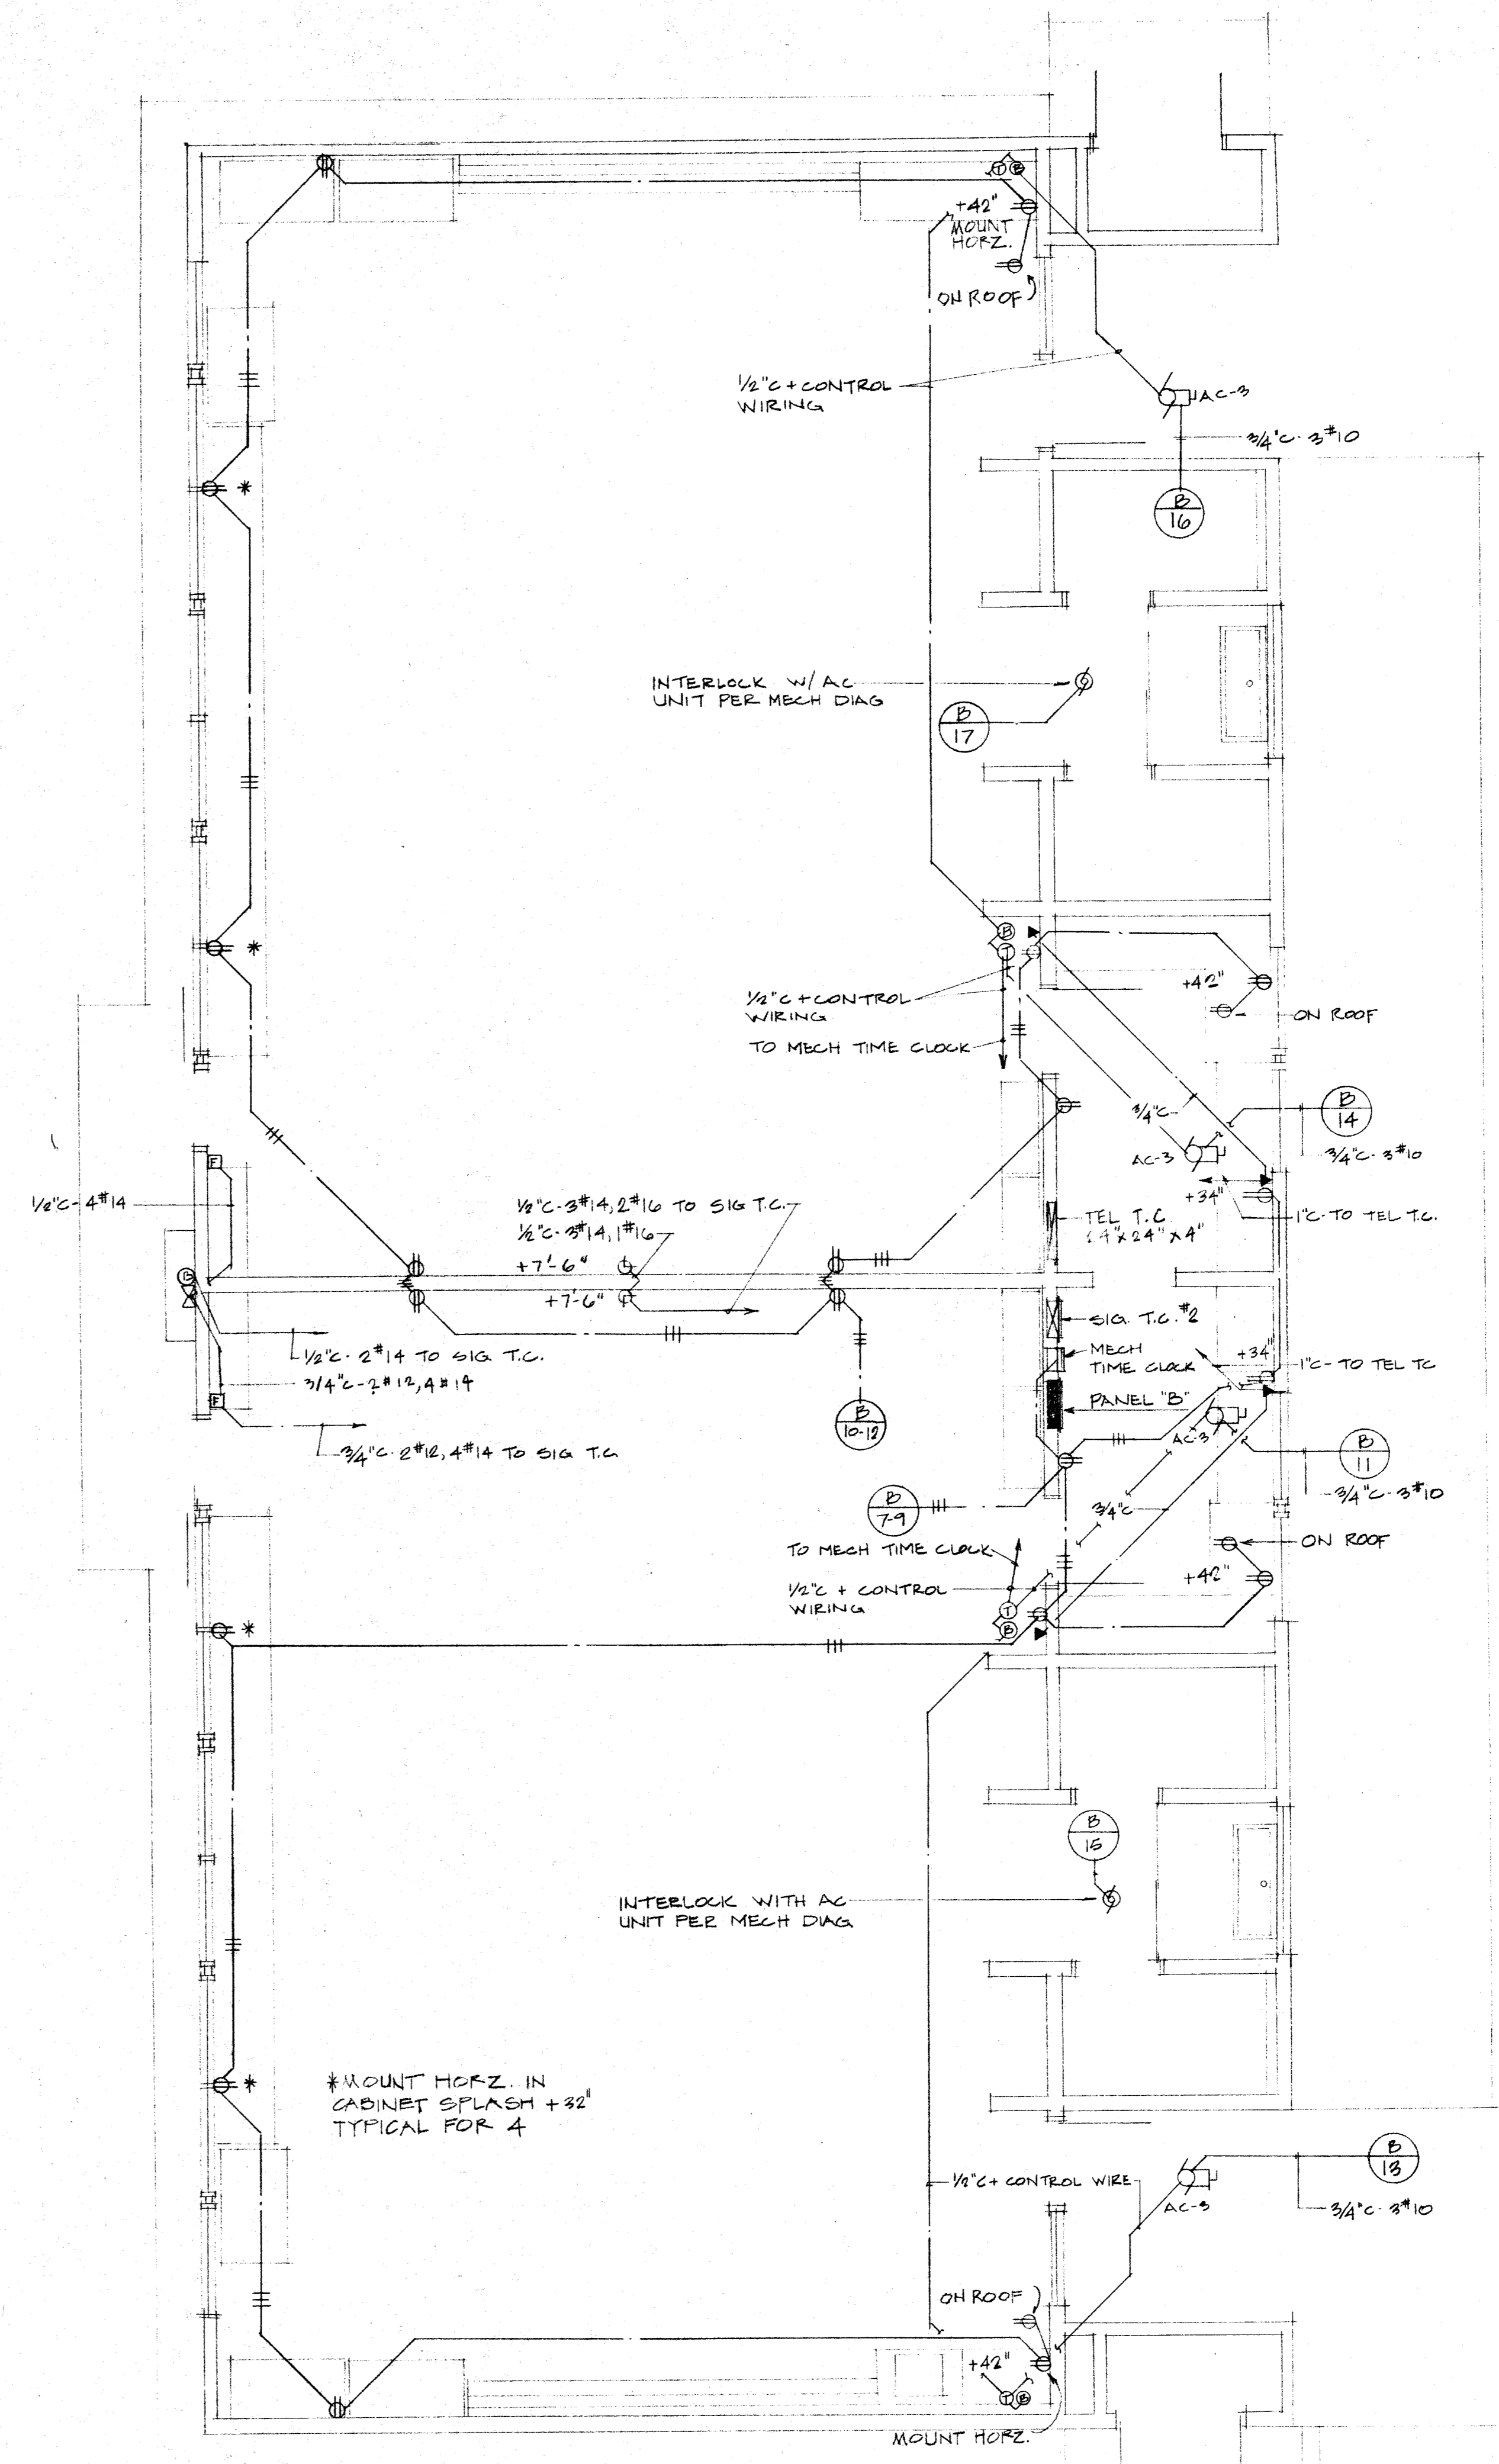 +42"
MOUNT
HORZ.
ON ROOF
1/2"C + CONTROL
WIRING
AC-3
3/4"C- 3#10
B
16
INTERLOCK W/ AC
UNIT PER MECH DIAG
B
17
B
T
1/2"C + CONTROL
WIRING
TO MECH TIME CLOCK
+42"
ON ROOF
3/4"C
B
14
3/4"C- 3#10
AC-3
+34"
1"C- TO TEL T.C.
TEL T.C.
24"x24"x4"
F
1/2"C- 4#14
1/2"C- 3#14, 2#16 TO SIG T.C.
1/2"C- 3#14, 1#16
+7'-6"
+7'-6"
SIG. T.C. #2
MECH
TIME CLOCK
+34"
1"C- TO TEL TC
PANEL "B"
1/2"C- 2#14 TO SIG T.C.
3/4"C- 2#12, 4#14
F
3/4"C- 2#12, 4#14 TO SIG T.C.
B
10-12
AC-3
B
11
3/4"C- 3#10
B
7-9
3/4"C
TO MECH TIME CLOCK
ON ROOF
+42"
1/2"C + CONTROL
WIRING
T
B
*
B
15
INTERLOCK WITH AC
UNIT PER MECH DIAG
*MOUNT HORZ. IN
CABINET SPLASH +32"
TYPICAL FOR 4
B
13
1/2"C + CONTROL WIRE
AC-3
3/4"C- 3#10
ON ROOF
+42"
MOUNT HORZ.